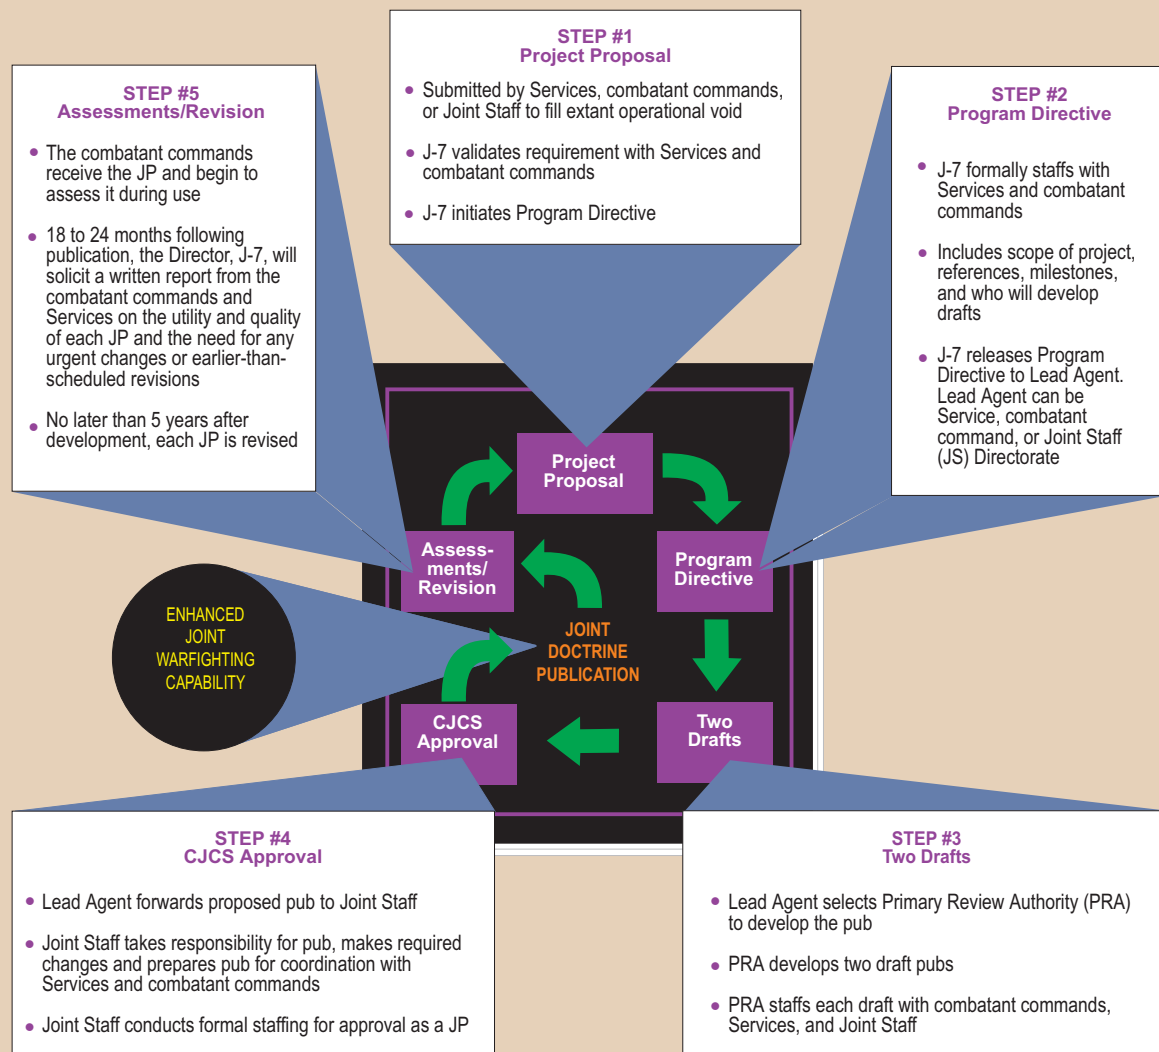 STEP #1
Project Proposal
• Submitted by Services, combatant commands,
or Joint Staff to fill extant operational void
• J-7 validates requirement with Services and
combatant commands
• J-7 initiates Program Directive
STEP #5
Assessments/Revision
• The combatant commands
receive the JP and begin to
assess it during use
• 18 to 24 months following
publication, the Director, J-7, will
solicit a written report from the
combatant commands and
Services on the utility and quality
of each JP and the need for any
urgent changes or earlier-than-
scheduled revisions
• No later than 5 years after
development, each JP is revised
STEP #2
Program Directive
• J-7 formally staffs with
Services and combatant
commands
• Includes scope of project,
references, milestones,
and who will develop
drafts
• J-7 releases Program
Directive to Lead Agent.
Lead Agent can be
Service, combatant
command, or Joint Staff
(JS) Directorate
Project
Proposal
Assess-
ments/
Revision
Program
Directive
ENHANCED
JOINT
WARFIGHTING
CAPABILITY
JOINT
DOCTRINE
PUBLICATION
CJCS
Approval
Two
Drafts
STEP #4
CJCS Approval
• Lead Agent forwards proposed pub to Joint Staff
• Joint Staff takes responsibility for pub, makes required
changes and prepares pub for coordination with
Services and combatant commands
• Joint Staff conducts formal staffing for approval as a JP
STEP #3
Two Drafts
• Lead Agent selects Primary Review Authority (PRA)
to develop the pub
• PRA develops two draft pubs
• PRA staffs each draft with combatant commands,
Services, and Joint Staff